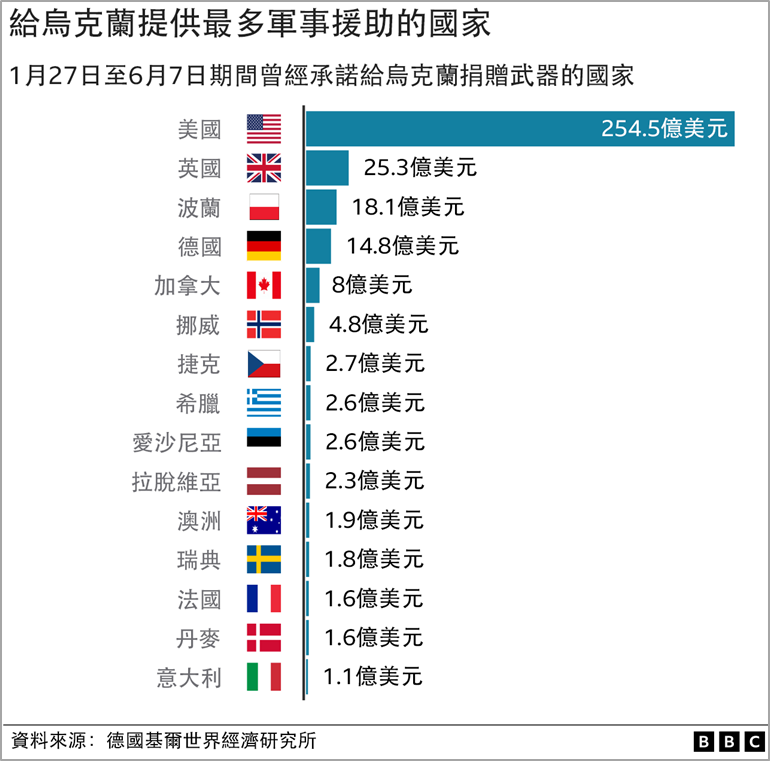 給烏克蘭提供最多軍事援助的國家
1月27日至6月7日期間曾經承諾給烏克蘭捐贈武器的國家
美國 254.5億美元
英國 25.3億美元
波蘭 18.1億美元
德國 14.8億美元
加拿大 8億美元
挪威 4.8億美元
捷克 2.7億美元
希臘 2.6億美元
愛沙尼亞 2.6億美元
拉脫維亞 2.3億美元
澳洲 1.9億美元
瑞典 1.8億美元
法國 1.6億美元
丹麥 1.6億美元
意大利 1.1億美元
資料來源：德國基爾世界經濟研究所
BBC